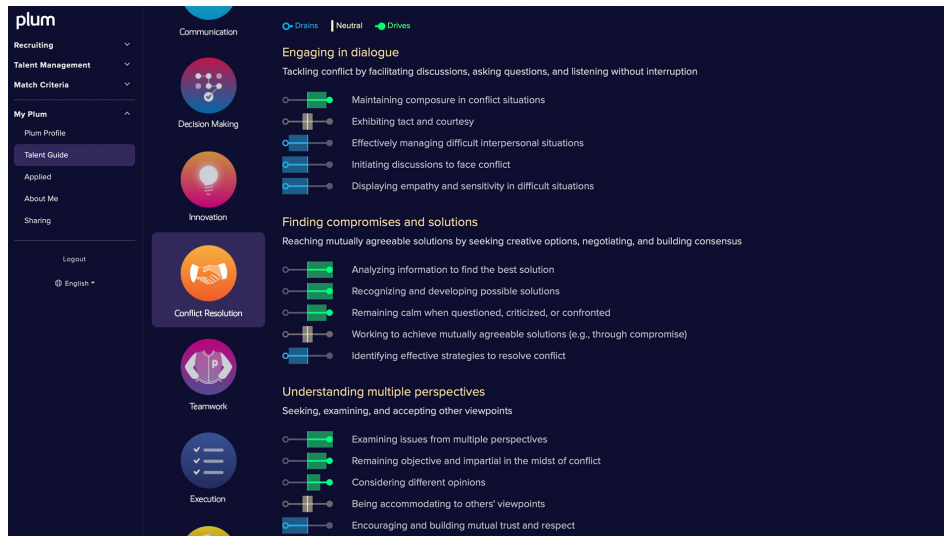 plum
Recruiting
Talent Management
Match Criteria
My Plum
Plum Profile
Talent Guide
Applied
About Me
Sharing
Logout
English
Communication
Decision Making
Innovation
Conflict Resolution
P
Teamwork
Execution
Drains Neutral Drives
Engaging in dialogue
Tackling conflict by facilitating discussions, asking questions, and listening without interruption
Maintaining composure in conflict situations
Exhibiting tact and courtesy
Effectively managing difficult interpersonal situations
Initiating discussions to face conflict
Displaying empathy and sensitivity in difficult situations
Finding compromises and solutions
Reaching mutually agreeable solutions by seeking creative options, negotiating, and building consensus
Analyzing information to find the best solution
Recognizing and developing possible solutions
Remaining calm when questioned, criticized, or confronted
Working to achieve mutually agreeable solutions (e.g., through compromise)
Identifying effective strategies to resolve conflict
Understanding multiple perspectives
Seeking, examining, and accepting other viewpoints
Examining issues from multiple perspectives
Remaining objective and impartial in the midst of conflict
Considering different opinions
Being accommodating to others' viewpoints
Encouraging and building mutual trust and respect